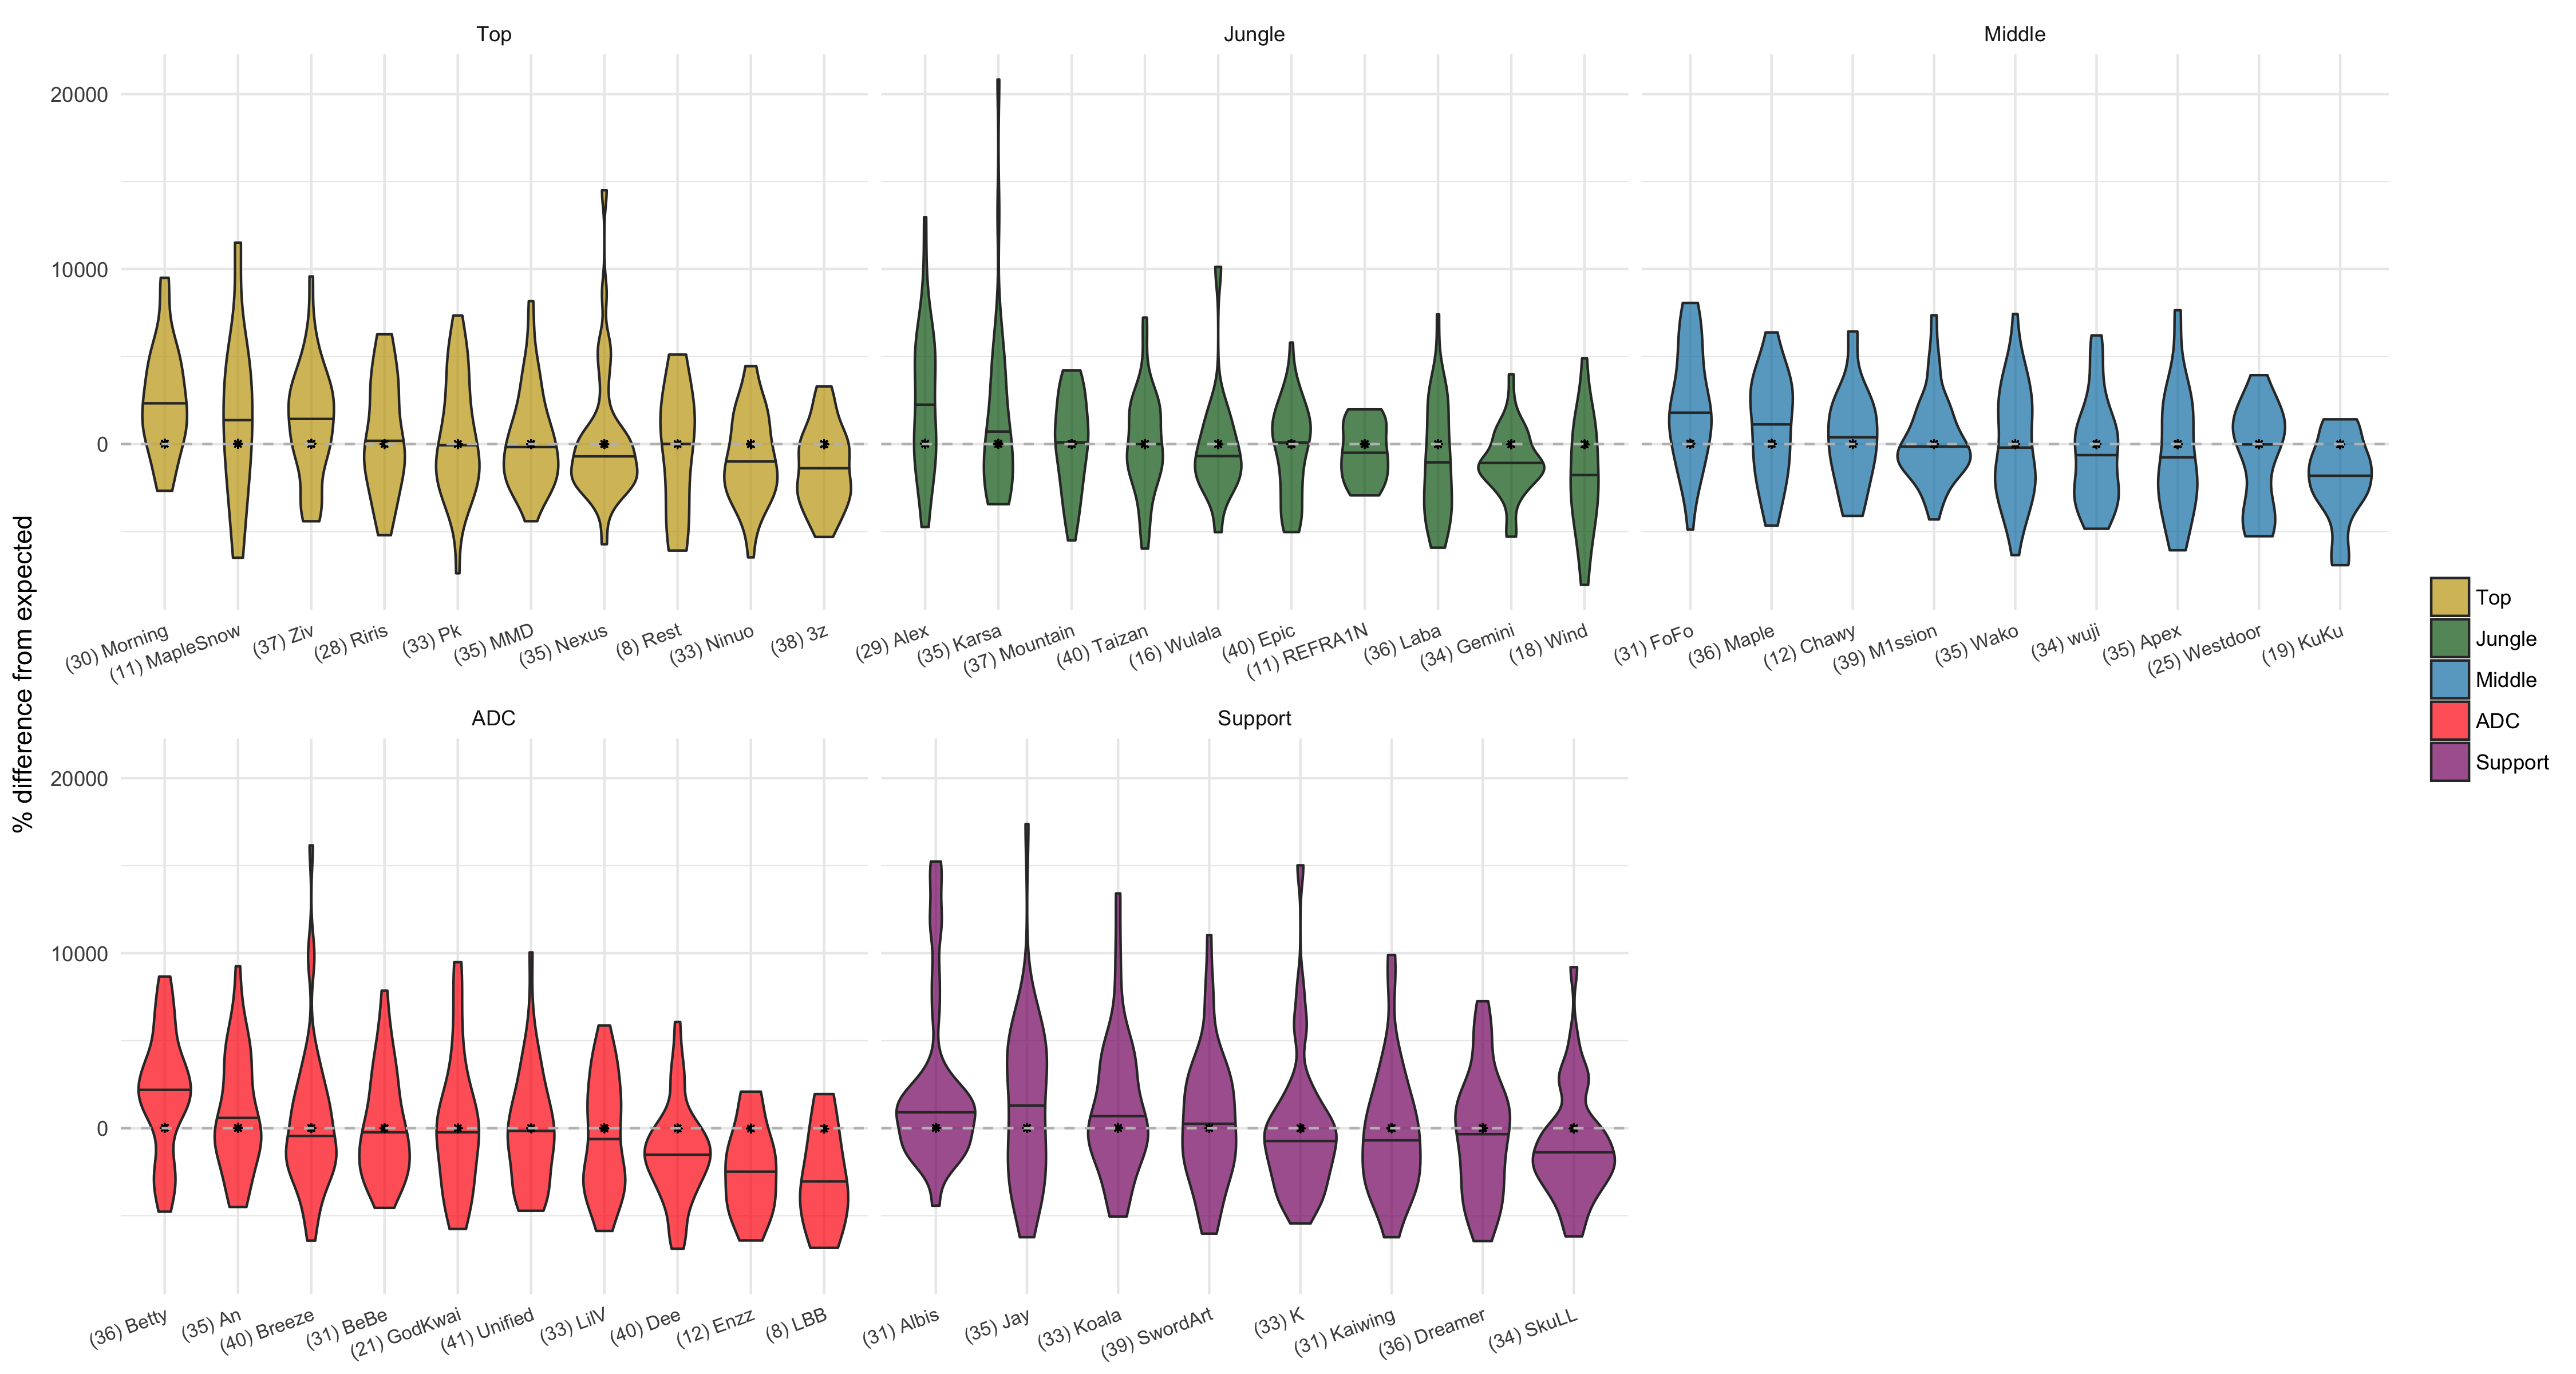 Top
Jungle
Middle
20000
10000
0
(30) Morning
(11) MapleSnow
(37) Ziv
(28) Riris
(33) Pk
(35) MMD
(35) Nexus
(8) Rest
(33) Ninuo
(38) 3z
(29) Alex
(35) Karsa
(37) Mountain
(40) Taizan
(16) Wulala
(40) Epic
(11) REFRA1N
(36) Laba
(34) Gemini
(18) Wind
(31) FoFo
(36) Maple
(12) Chawy
(39) M1ssion
(35) Wako
(34) wuji
(35) Apex
(25) Westdoor
(19) KuKu
% difference from expected
ADC
Support
20000
10000
0
(36) Betty
(35) An
(40) Breeze
(31) BeBe
(21) GodKwai
(41) Unified
(33) LilV
(40) Dee
(12) Enzz
(8) LBB
(31) Albis
(35) Jay
(33) Koala
(39) SwordArt
(33) K
(31) Kaiwing
(36) Dreamer
(34) SkuLL
Top
Jungle
Middle
ADC
Support